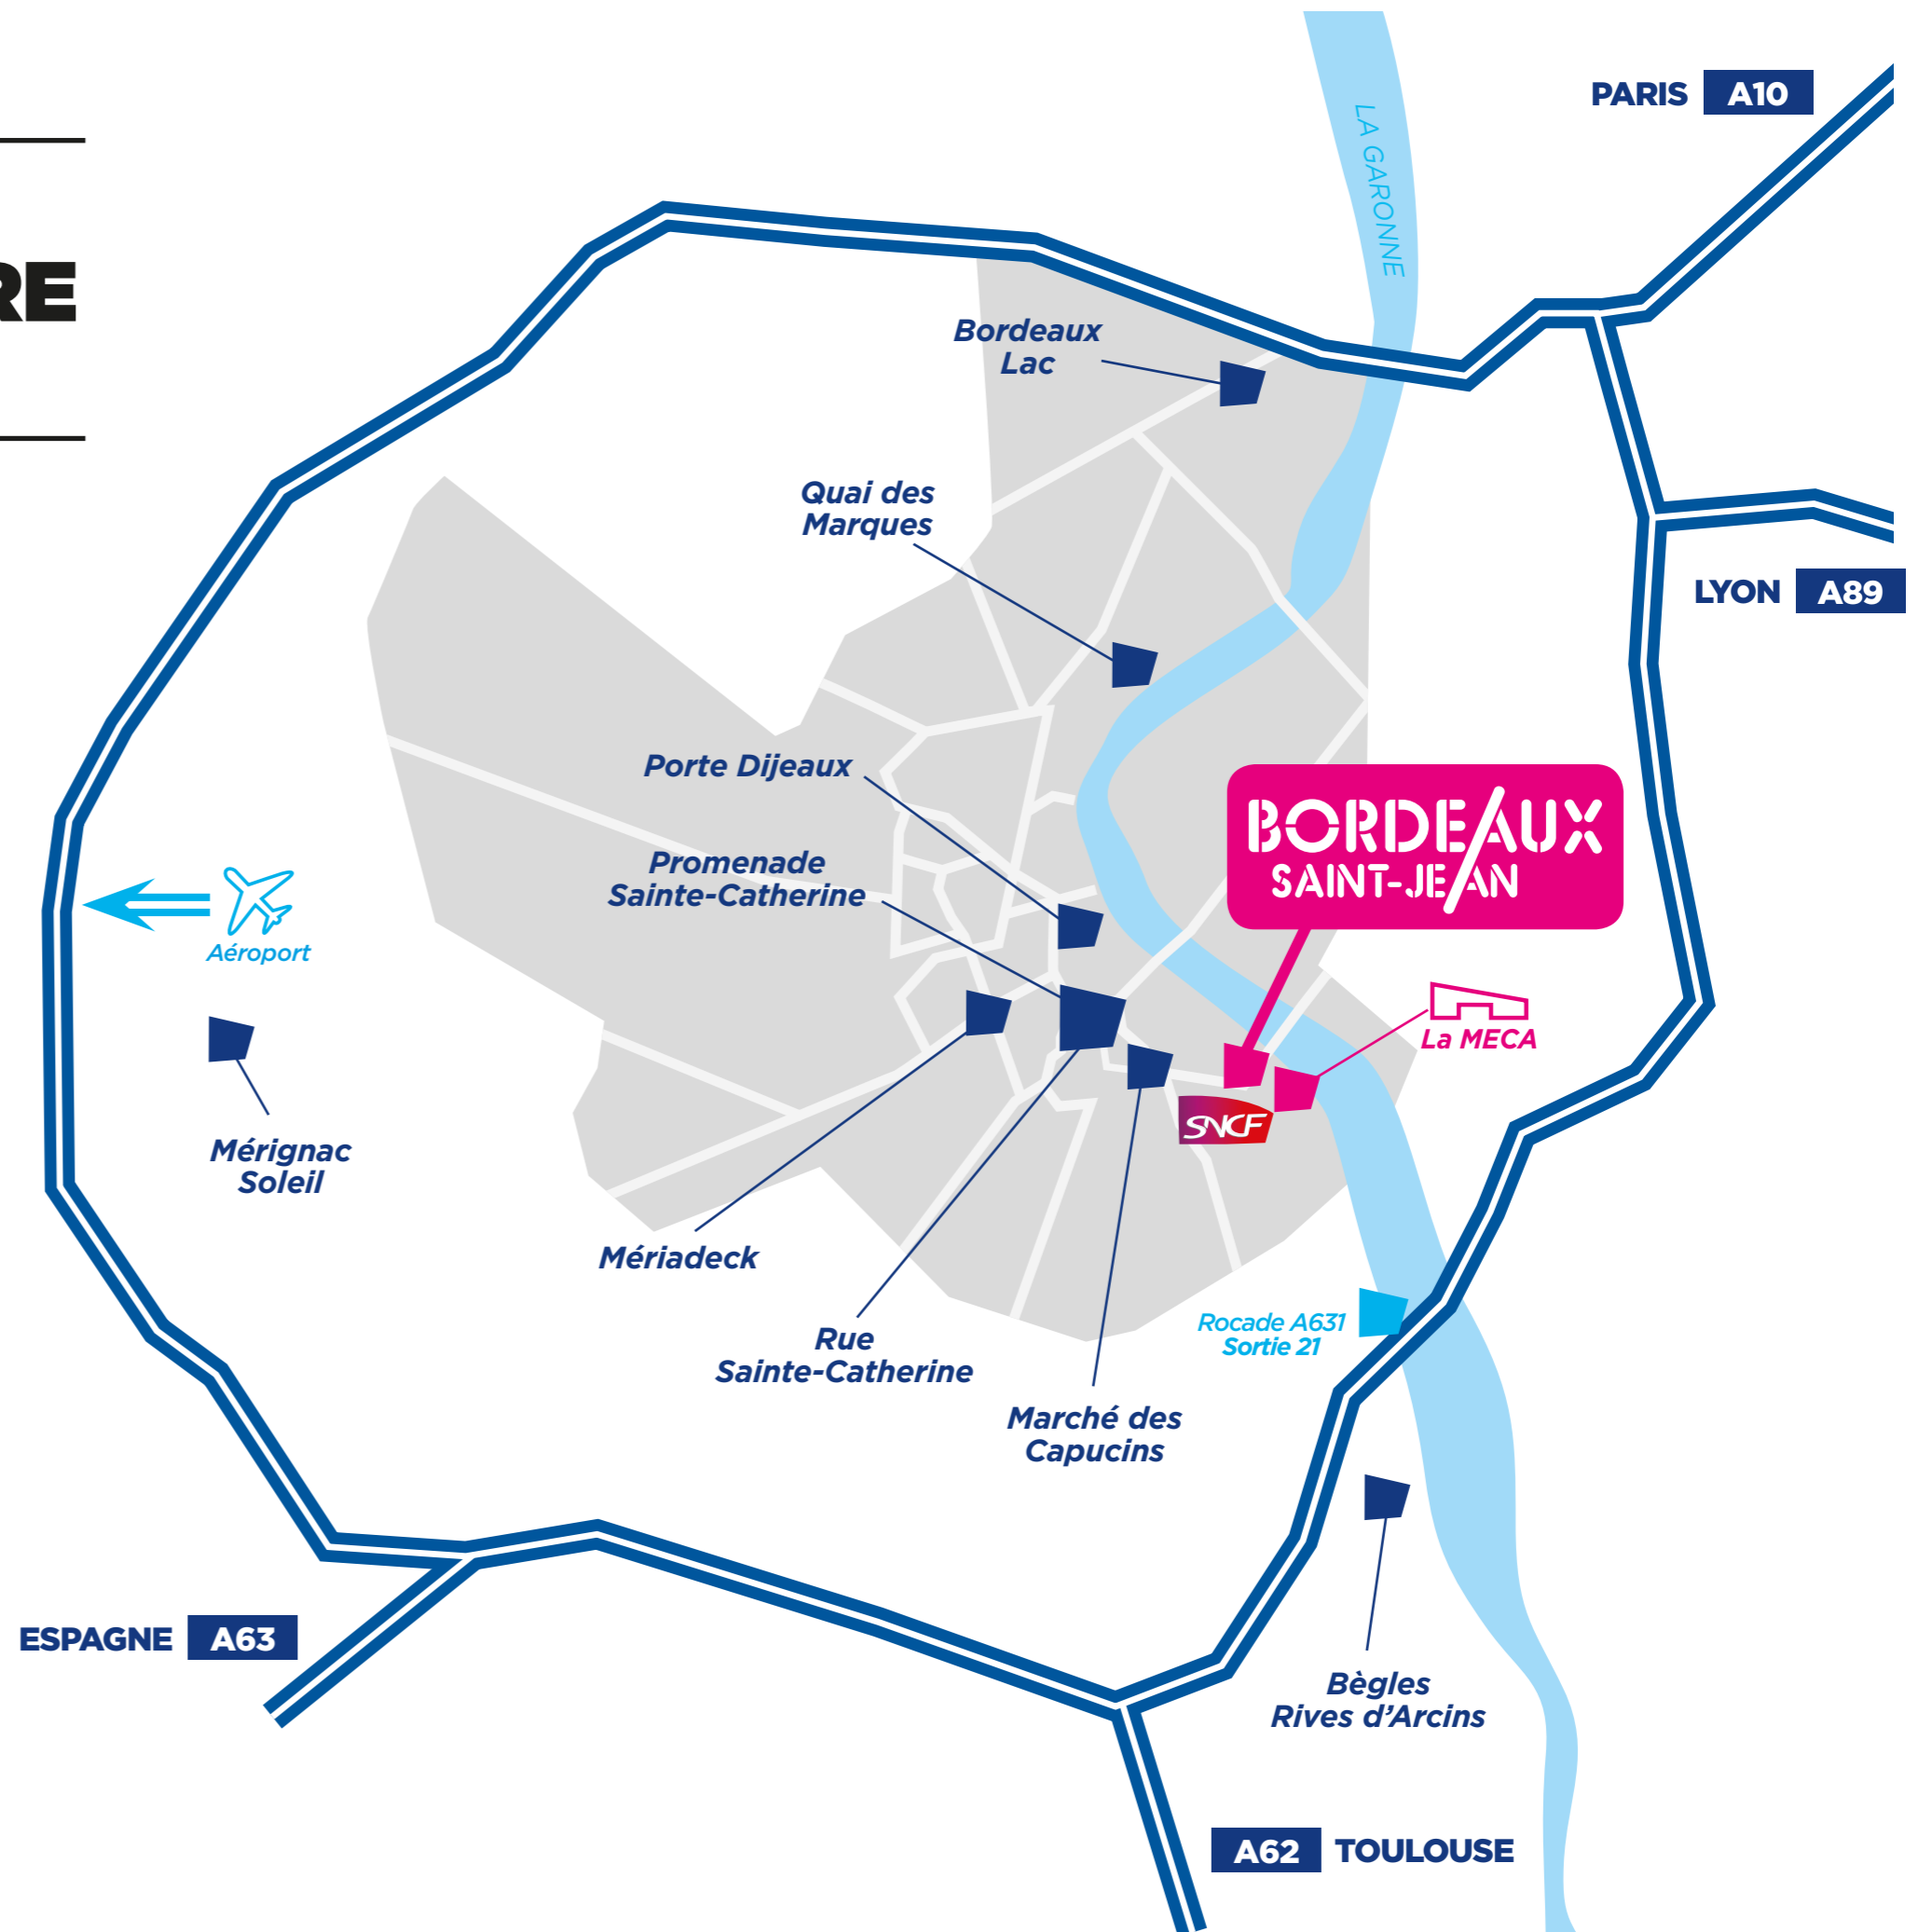 PARIS A10
LA GARONNE
RE
Bordeaux
Lac
Quai des
Marques
LYON A89
Porte Dijeaux
BORDEAUX
SAINT-JEAN
Promenade
Sainte-Catherine
Aéroport
La MECA
SNCF
Mérignac
Soleil
Mériadeck
Rocade A631
Sortie 21
Rue
Sainte-Catherine
Marché des
Capucins
ESPAGNE A63
Bègles
Rives d'Arcins
A62 TOULOUSE